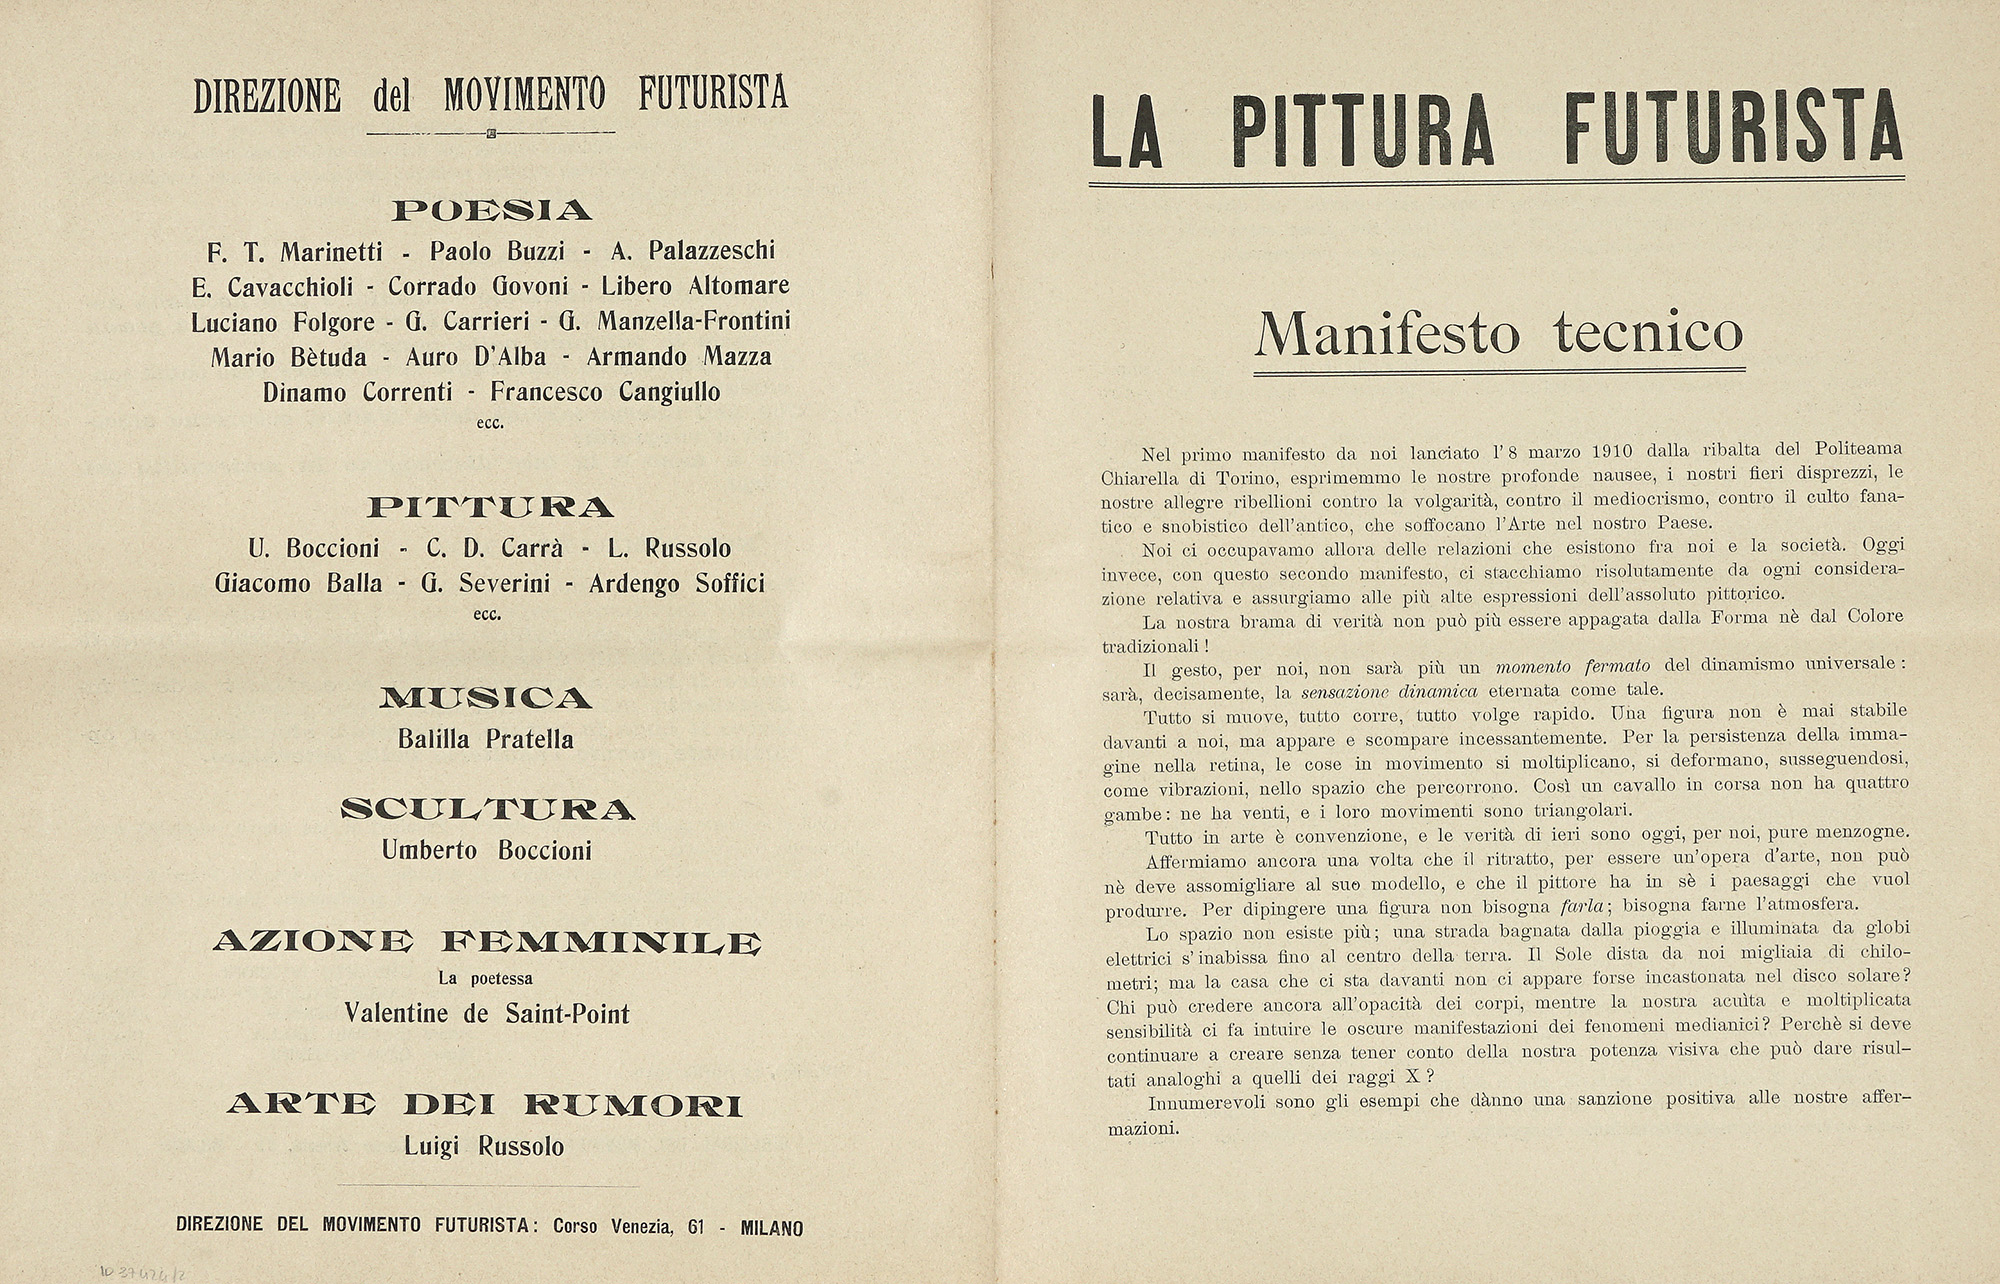 DIREZIONE del MOVIMENTO FUTURISTA
POESIA
F. T. Marinetti - Paolo Buzzi - A. Palazzeschi
E. Cavacchioli - Corrado Govoni - Libero Altomare
Luciano Folgore - G. Carrieri - G. Manzella-Frontini
Mario Bètuda - Auro D'Alba - Armando Mazza
Dinamo Correnti - Francesco Cangiullo
ecc.
PITTURA
U. Boccioni - C. D. Carrà - L. Russolo
Giacomo Balla - G. Severini - Ardengo Soffici
ecc.
MUSICA
Balilla Pratella
SCULTURA
Umberto Boccioni
AZIONE FEMMINILE
La poetessa
Valentine de Saint-Point
ARTE DEI RUMORI
Luigi Russolo
DIREZIONE DEL MOVIMENTO FUTURISTA: Corso Venezia, 61 - MILANO
LA PITTURA FUTURISTA
Manifesto tecnico
Nel primo manifesto da noi lanciato l'8 marzo 1910 dalla ribalta del Politeama
Chiarella di Torino, esprimemmo le nostre profonde nausee, i nostri fieri disprezzi, le
nostre allegre ribellioni contro la volgarità, contro il mediocrismo, contro il culto fana-
tico e snobistico dell'antico, che soffocano l'Arte nel nostro Paese.
Noi ci occupavamo allora delle relazioni che esistono fra noi e la società. Oggi
invece, con questo secondo manifesto, ci stacchiamo risolutamente da ogni considera-
zione relativa e assurgiamo alle più alte espressioni dell'assoluto pittorico.
La nostra brama di verità non può più essere appagata dalla Forma nè dal Colore
tradizionali!
Il gesto, per noi, non sarà più un momento fermato del dinamismo universale:
sarà, decisamente, la sensazione dinamica eternata come tale.
Tutto si muove, tutto corre, tutto volge rapido. Una figura non è mai stabile
davanti a noi, ma appare e scompare incessantemente. Per la persistenza della imma-
gine nella retina, le cose in movimento si moltiplicano, si deformano, susseguendosi,
come vibrazioni, nello spazio che percorrono. Così un cavallo in corsa non ha quattro
gambe: ne ha venti, e i loro movimenti sono triangolari.
Tutto in arte è convenzione, e le verità di ieri sono oggi, per noi, pure menzogne.
Affermiamo ancora una volta che il ritratto, per essere un'opera d'arte, non può
nè deve assomigliare al suo modello, e che il pittore ha in sè i paesaggi che vuol
produrre. Per dipingere una figura non bisogna farla; bisogna farne l'atmosfera.
Lo spazio non esiste più; una strada bagnata dalla pioggia e illuminata da globi
elettrici s'inabissa fino al centro della terra. Il Sole dista da noi migliaia di chilo-
metri; ma la casa che ci sta davanti non ci appare forse incastonata nel disco solare?
Chi può credere ancora all'opacità dei corpi, mentre la nostra acuìta e moltiplicata
sensibilità ci fa intuire le oscure manifestazioni dei fenomeni medianici? Perchè si deve
continuare a creare senza tener conto della nostra potenza visiva che può dare risul-
tati analoghi a quelli dei raggi X?
Innumerevoli sono gli esempi che dànno una sanzione positiva alle nostre affer-
mazioni.